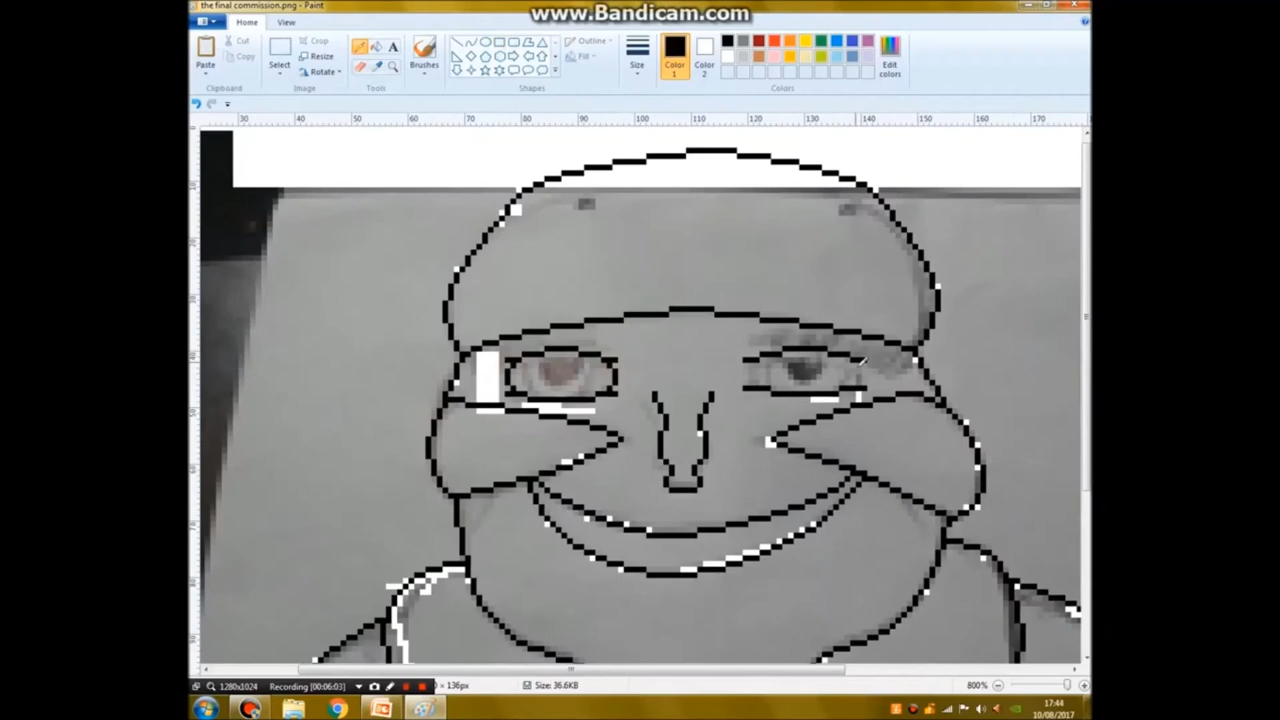 the final commission.png - Paint
www.Bandicam.com
Home View
Paste
Cut
Copy
Clipboard
Select
Crop
Resize
Rotate
Image
A
Tools
Brushes
Outline
Fill
Shapes
Size
Color 1
Color 2
Edit colors
Colors
30 40 50 60 70 80 90 100 110 120 130 140 150 160 170
1280x1024 Recording [00:06:03] × 136px Size: 36.6KB 800%
17:44
10/08/2017